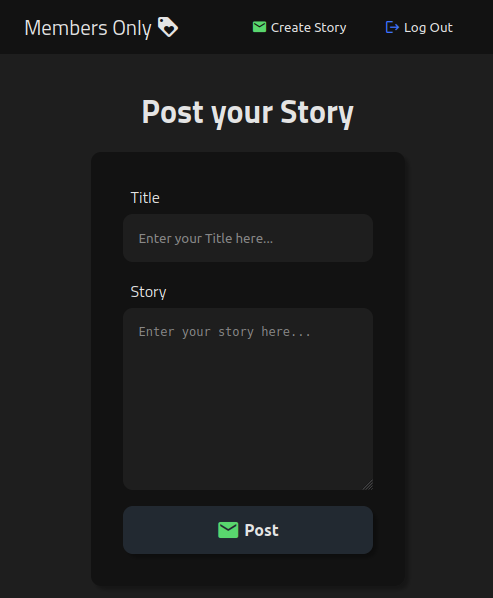 Members Only
Create Story
Log Out
Post your Story
Title
Enter your Title here...
Story
Enter your story here...
Post